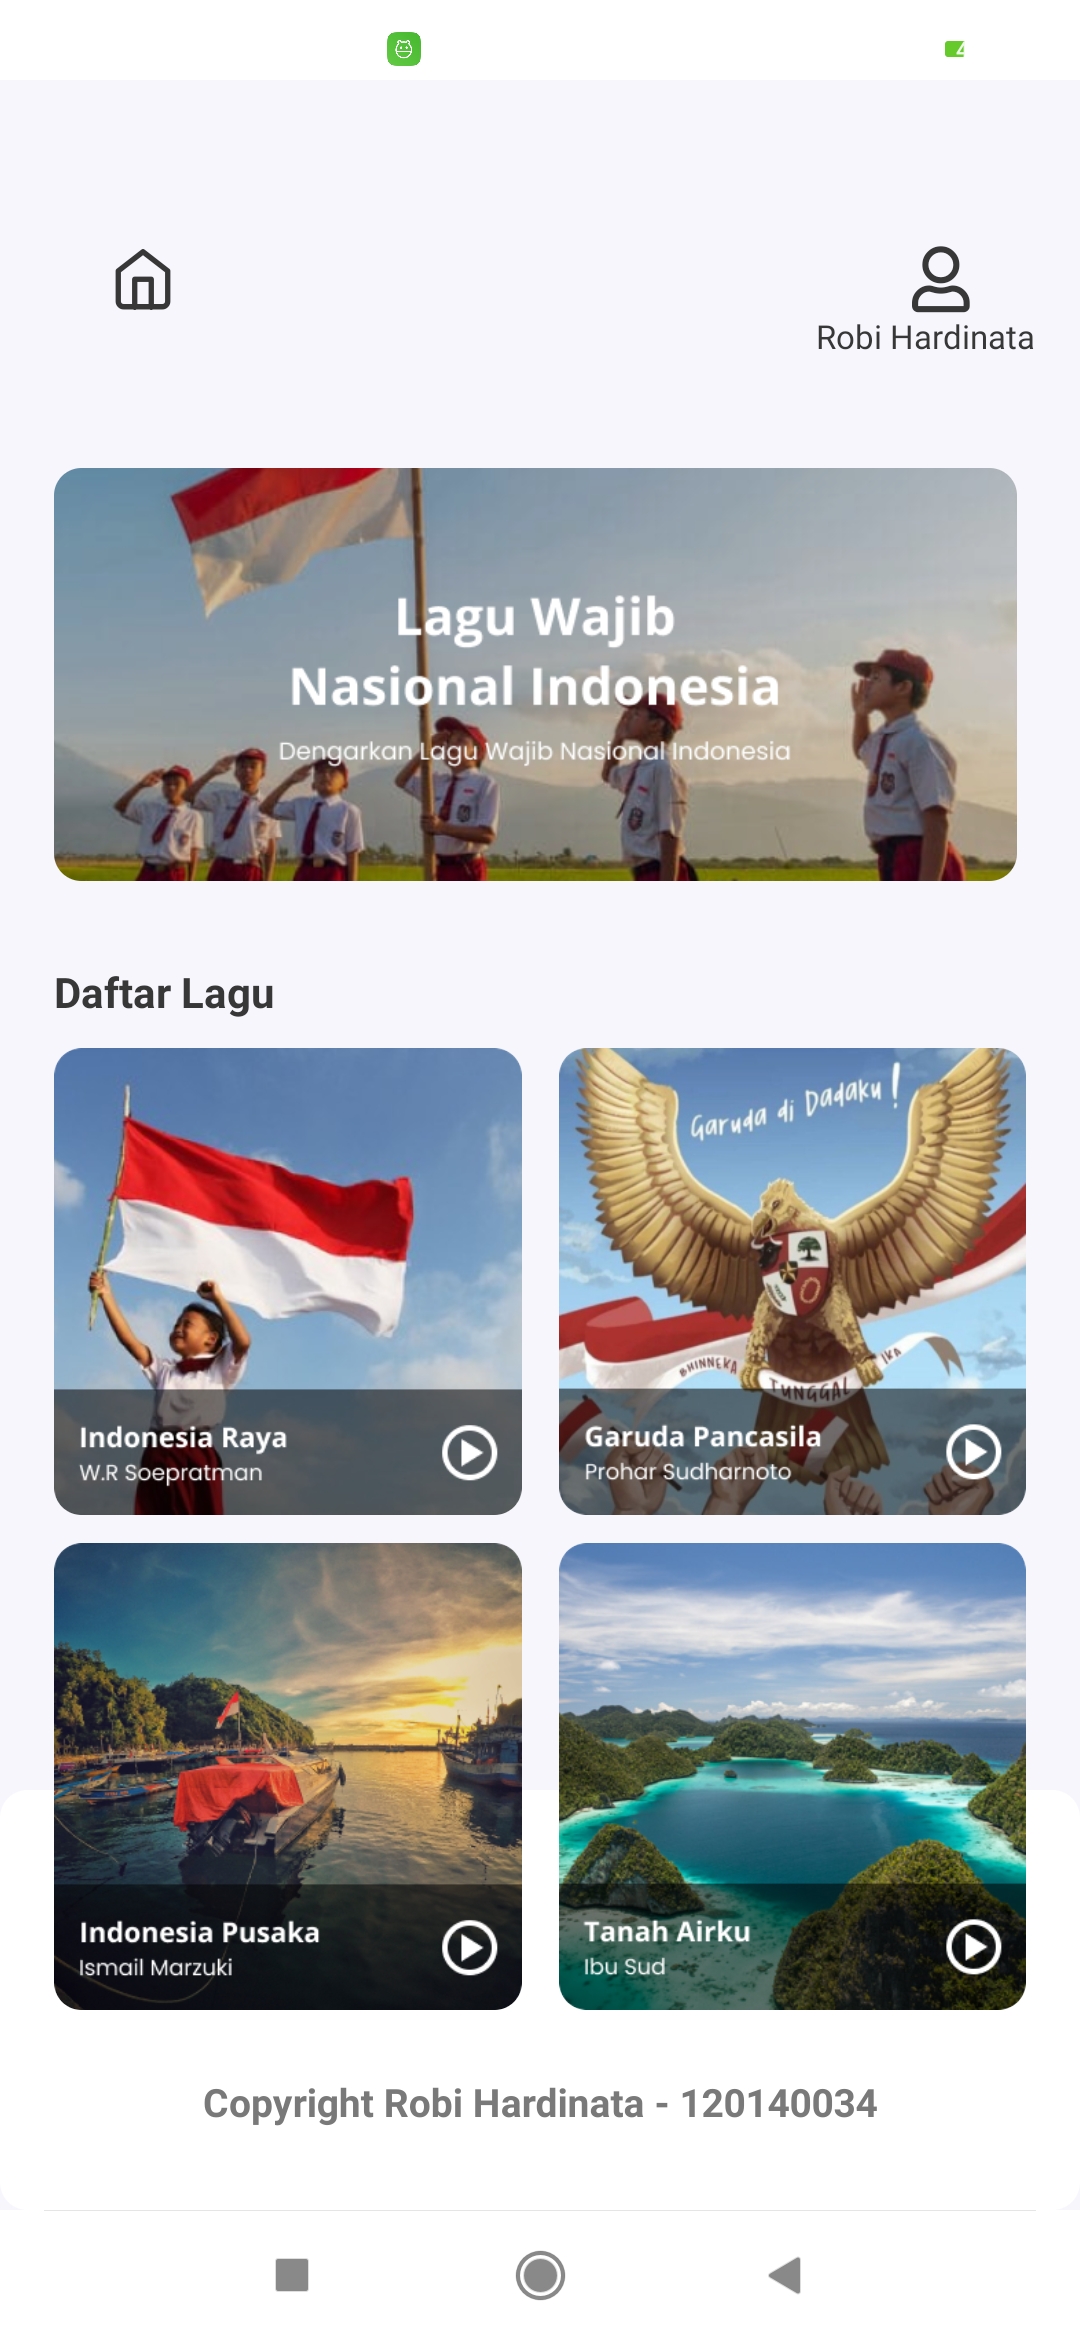 Robi Hardinata
Lagu Wajib
Nasional Indonesia
Dengarkan Lagu Wajib Nasional Indonesia
Daftar Lagu
Garuda di Dadaku !
BHINNEKA
TUNGGAL
IKA
Indonesia Raya
W.R Soepratman
Garuda Pancasila
Prohar Sudharnoto
Indonesia Pusaka
Ismail Marzuki
Tanah Airku
Ibu Sud
Copyright Robi Hardinata - 120140034